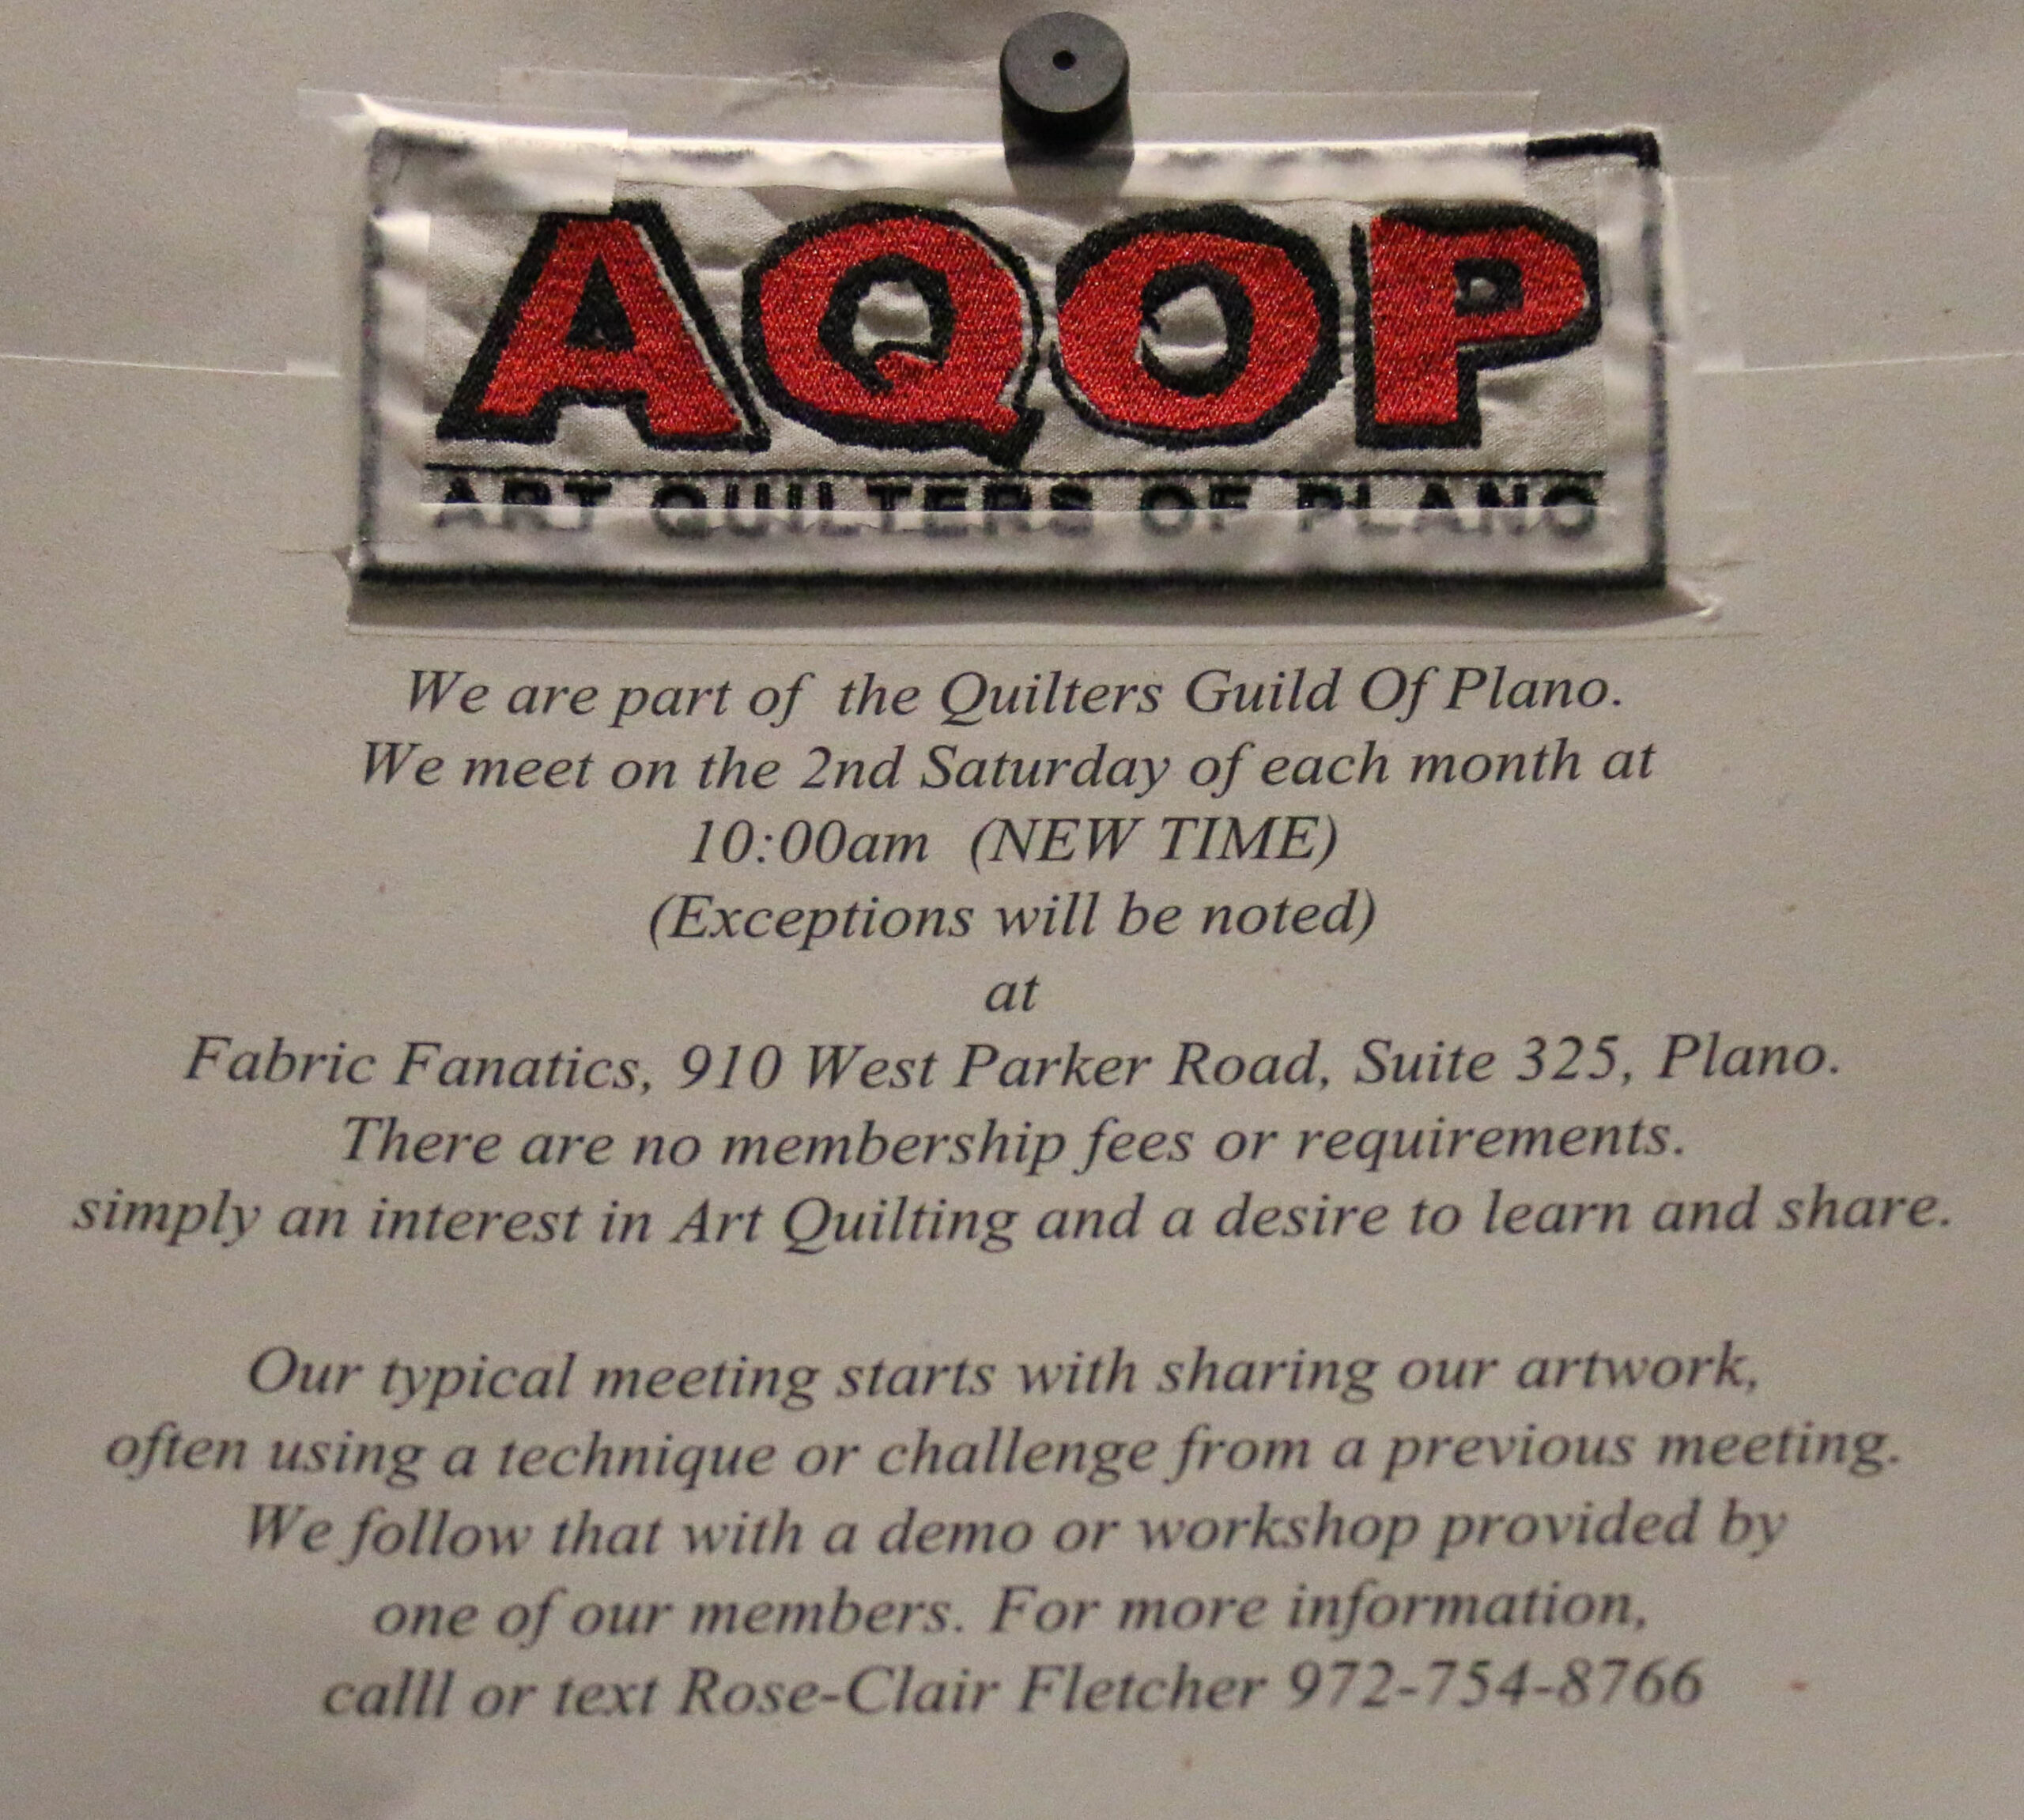 AQOP
ART QUILTERS OF PLANO
We are part of the Quilters Guild Of Plano.
We meet on the 2nd Saturday of each month at
10:00am (NEW TIME)
(Exceptions will be noted)
at
Fabric Fanatics, 910 West Parker Road, Suite 325, Plano.
There are no membership fees or requirements.
simply an interest in Art Quilting and a desire to learn and share.
Our typical meeting starts with sharing our artwork,
often using a technique or challenge from a previous meeting.
We follow that with a demo or workshop provided by
one of our members. For more information,
calll or text Rose-Clair Fletcher 972-754-8766